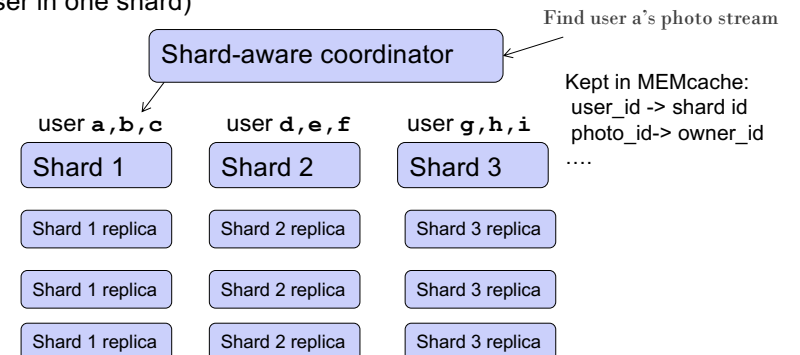 ser in one shard)
Find user a's photo stream
Shard-aware coordinator
Kept in MEMcache:
user_id -> shard id
photo_id-> owner_id
....
user a,b,c
user d,e,f
user g,h,i
Shard 1
Shard 2
Shard 3
Shard 1 replica
Shard 2 replica
Shard 3 replica
Shard 1 replica
Shard 2 replica
Shard 3 replica
Shard 1 replica
Shard 2 replica
Shard 3 replica